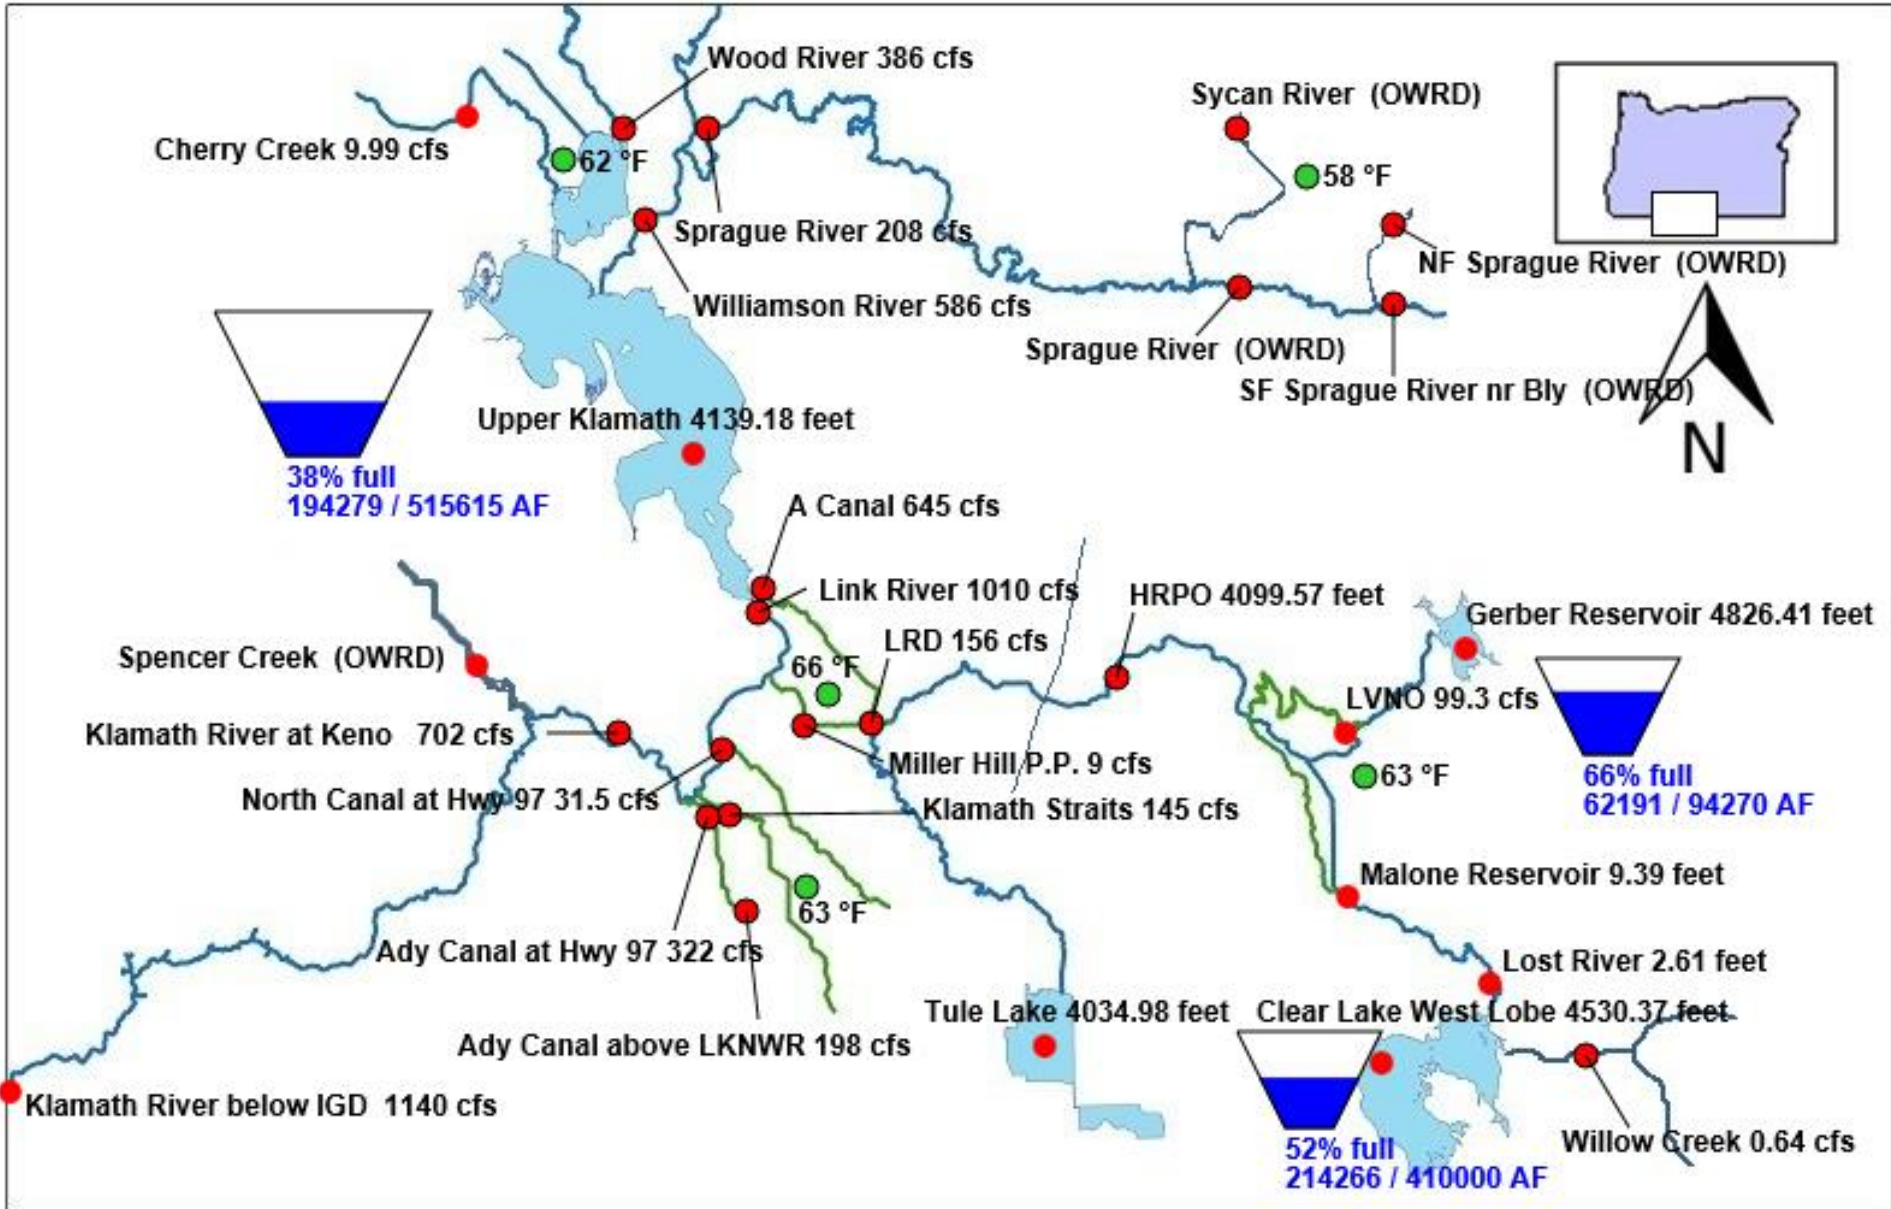 Wood River 386 cfs
Sycan River (OWRD)
Cherry Creek 9.99 cfs
62 °F
58 °F
Sprague River 208 cfs
NF Sprague River (OWRD)
Williamson River 586 cfs
Sprague River (OWRD)
SF Sprague River nr Bly (OWRD)
N
Upper Klamath 4139.18 feet
38% full
194279 / 515615 AF
A Canal 645 cfs
Link River 1010 cfs
HRPO 4099.57 feet
Gerber Reservoir 4826.41 feet
LRD 156 cfs
Spencer Creek (OWRD)
66 °F
LVNO 99.3 cfs
Klamath River at Keno 702 cfs
Miller Hill P.P. 9 cfs
63 °F
66% full
62191 / 94270 AF
North Canal at Hwy 97 31.5 cfs
Klamath Straits 145 cfs
Malone Reservoir 9.39 feet
63 °F
Ady Canal at Hwy 97 322 cfs
Lost River 2.61 feet
Tule Lake 4034.98 feet
Clear Lake West Lobe 4530.37 feet
Ady Canal above LKNWR 198 cfs
Klamath River below IGD 1140 cfs
Willow Creek 0.64 cfs
52% full
214266 / 410000 AF